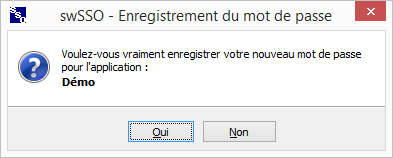 swSSO - Enregistrement du mot de passe
Voulez-vous vraiment enregistrer votre nouveau mot de passe
pour l'application :
Démo
Oui
Non